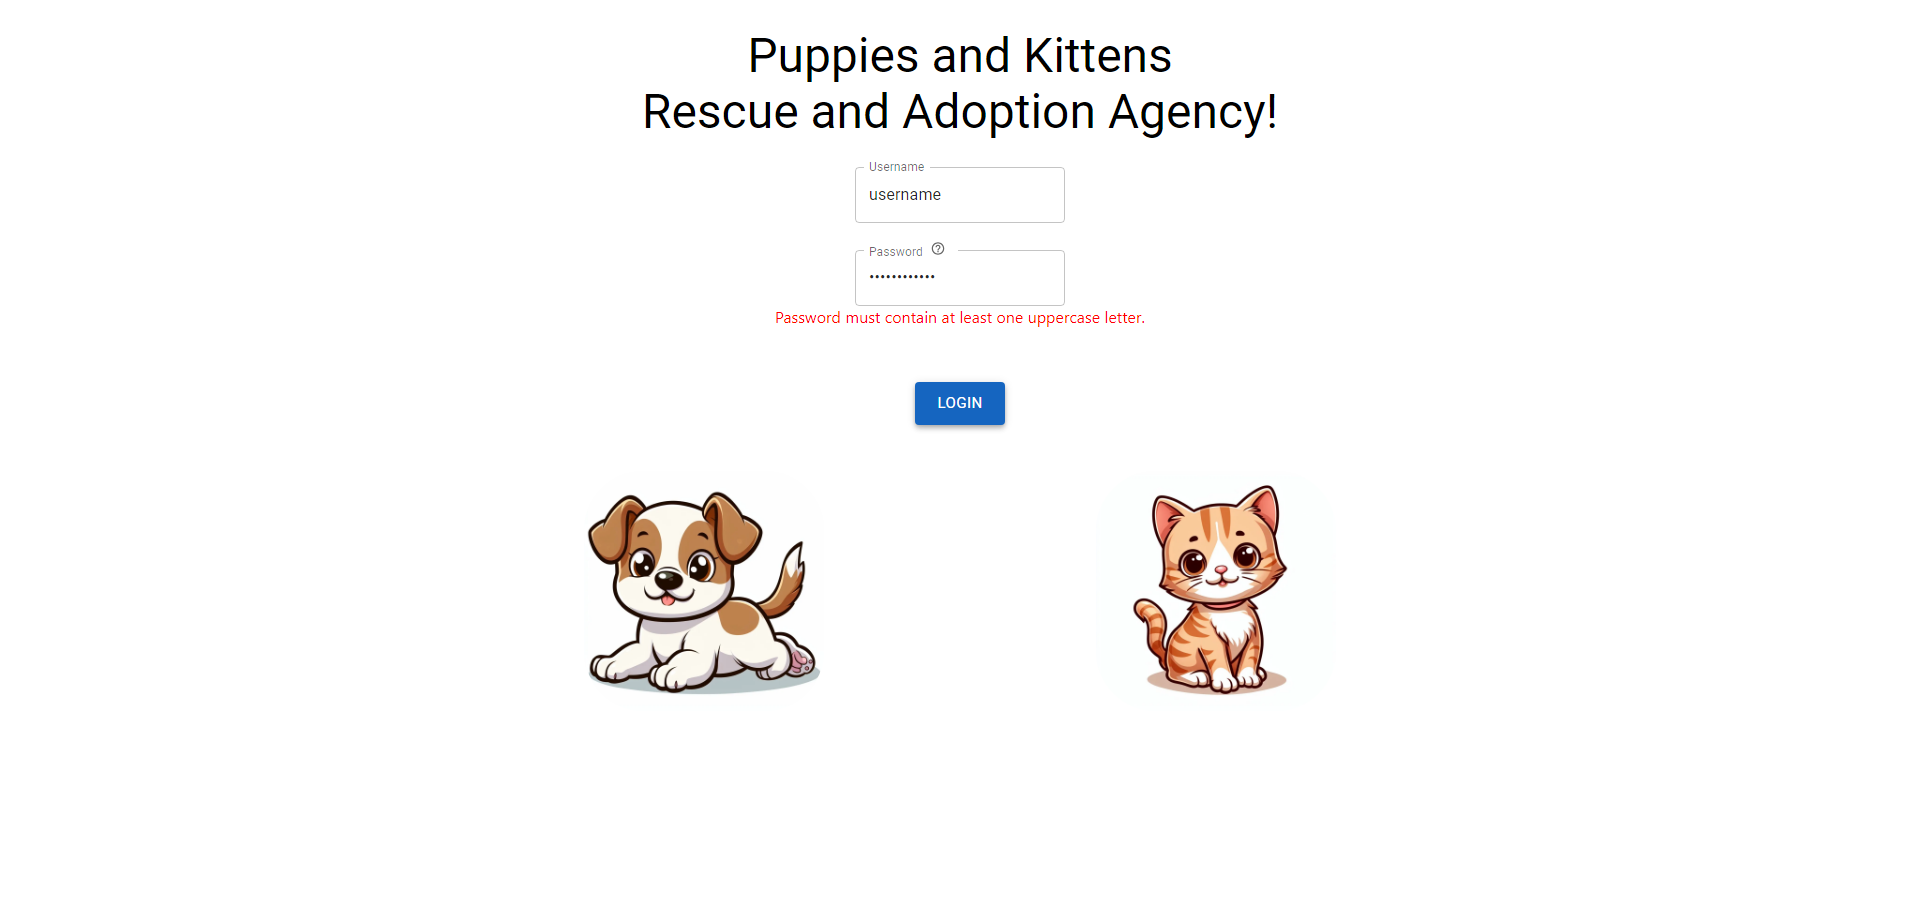 Puppies and Kittens
Rescue and Adoption Agency!
Username
username
Password
••••••••••••
Password must contain at least one uppercase letter.
LOGIN